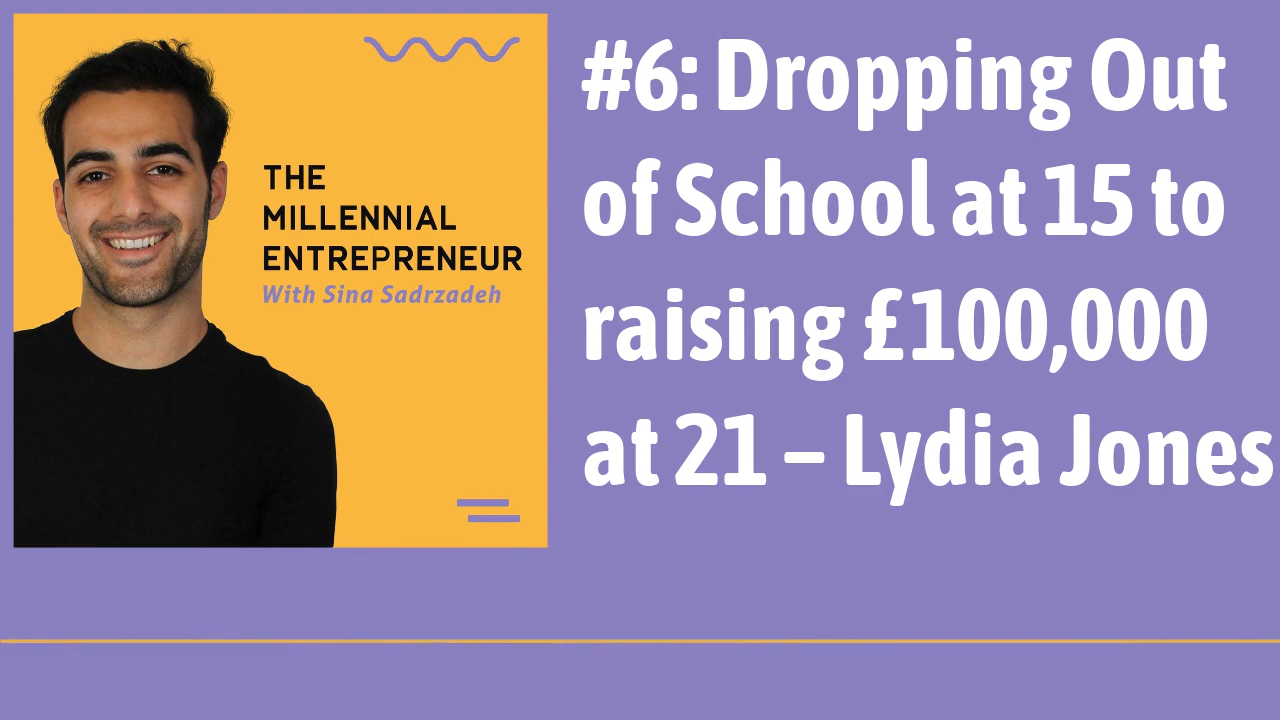 THE
MILLENNIAL
ENTREPRENEUR
With Sina Sadrzadeh
#6: Dropping Out
of School at 15 to
raising £100,000
at 21 – Lydia Jones